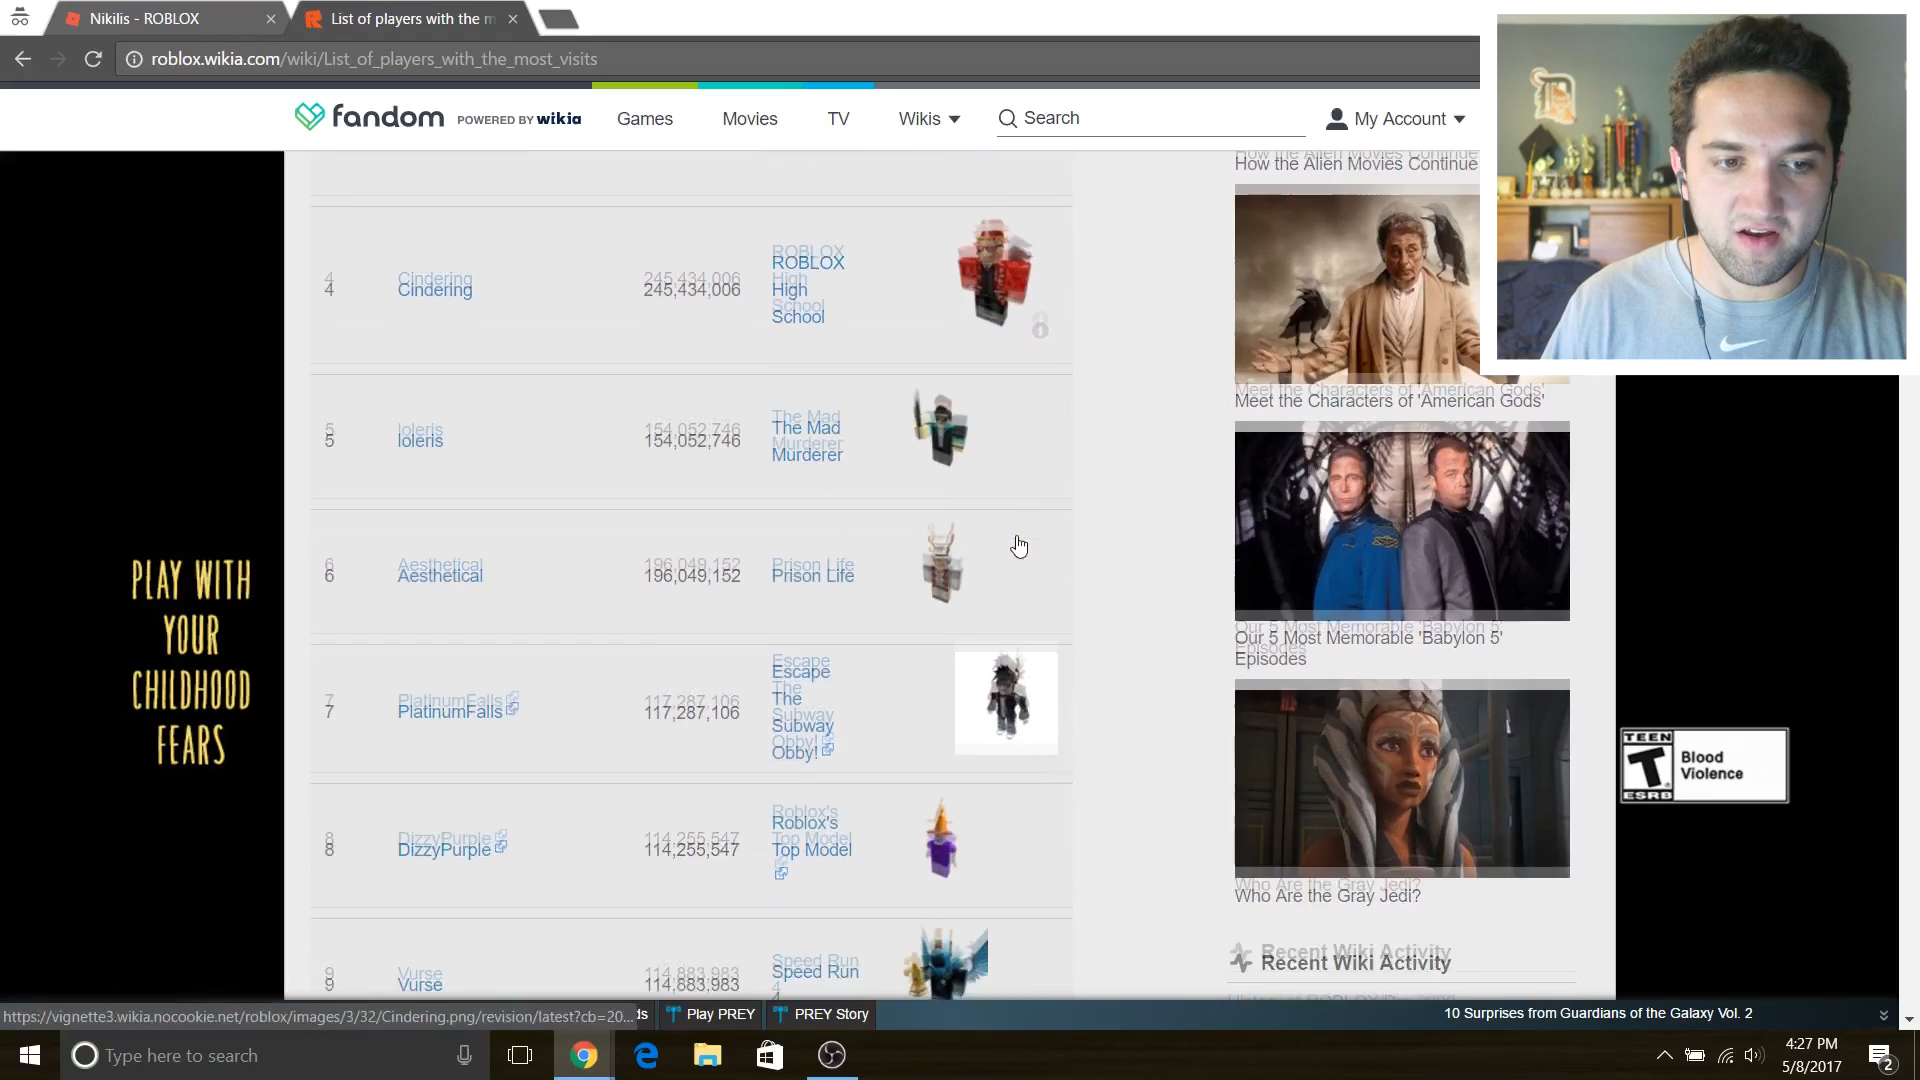 Nikilis - ROBLOX
List of players with the m
roblox.wikia.com/wiki/List_of_players_with_the_most_visits
fandom POWERED BY wikia
Games
Movies
TV
Wikis
Search
My Account
How the Alien Movies Continue
4 Cindering 245,434,006 ROBLOX
High
School
5 loleris 154,052,746 The Mad
Murderer
6 Aesthetical 196,049,152 Prison Life
7 PlatinumFalls 117,287,106 Escape
The
Subway
Obby!
8 DizzyPurple 114,255,547 Roblox's
Top Model
9 Vurse 114,883,983 Speed Run
4
Meet the Characters of 'American Gods'
Our 5 Most Memorable 'Babylon 5'
Episodes
Who Are the Gray Jedi?
Recent Wiki Activity
PLAY WITH
YOUR
CHILDHOOD
FEARS
TEEN
T
ESRB
Blood
Violence
https://vignette3.wikia.nocookie.net/roblox/images/3/32/Cindering.png/revision/latest?cb=20...
ds
Play PREY
PREY Story
10 Surprises from Guardians of the Galaxy Vol. 2
Type here to search
4:27 PM
5/8/2017
2